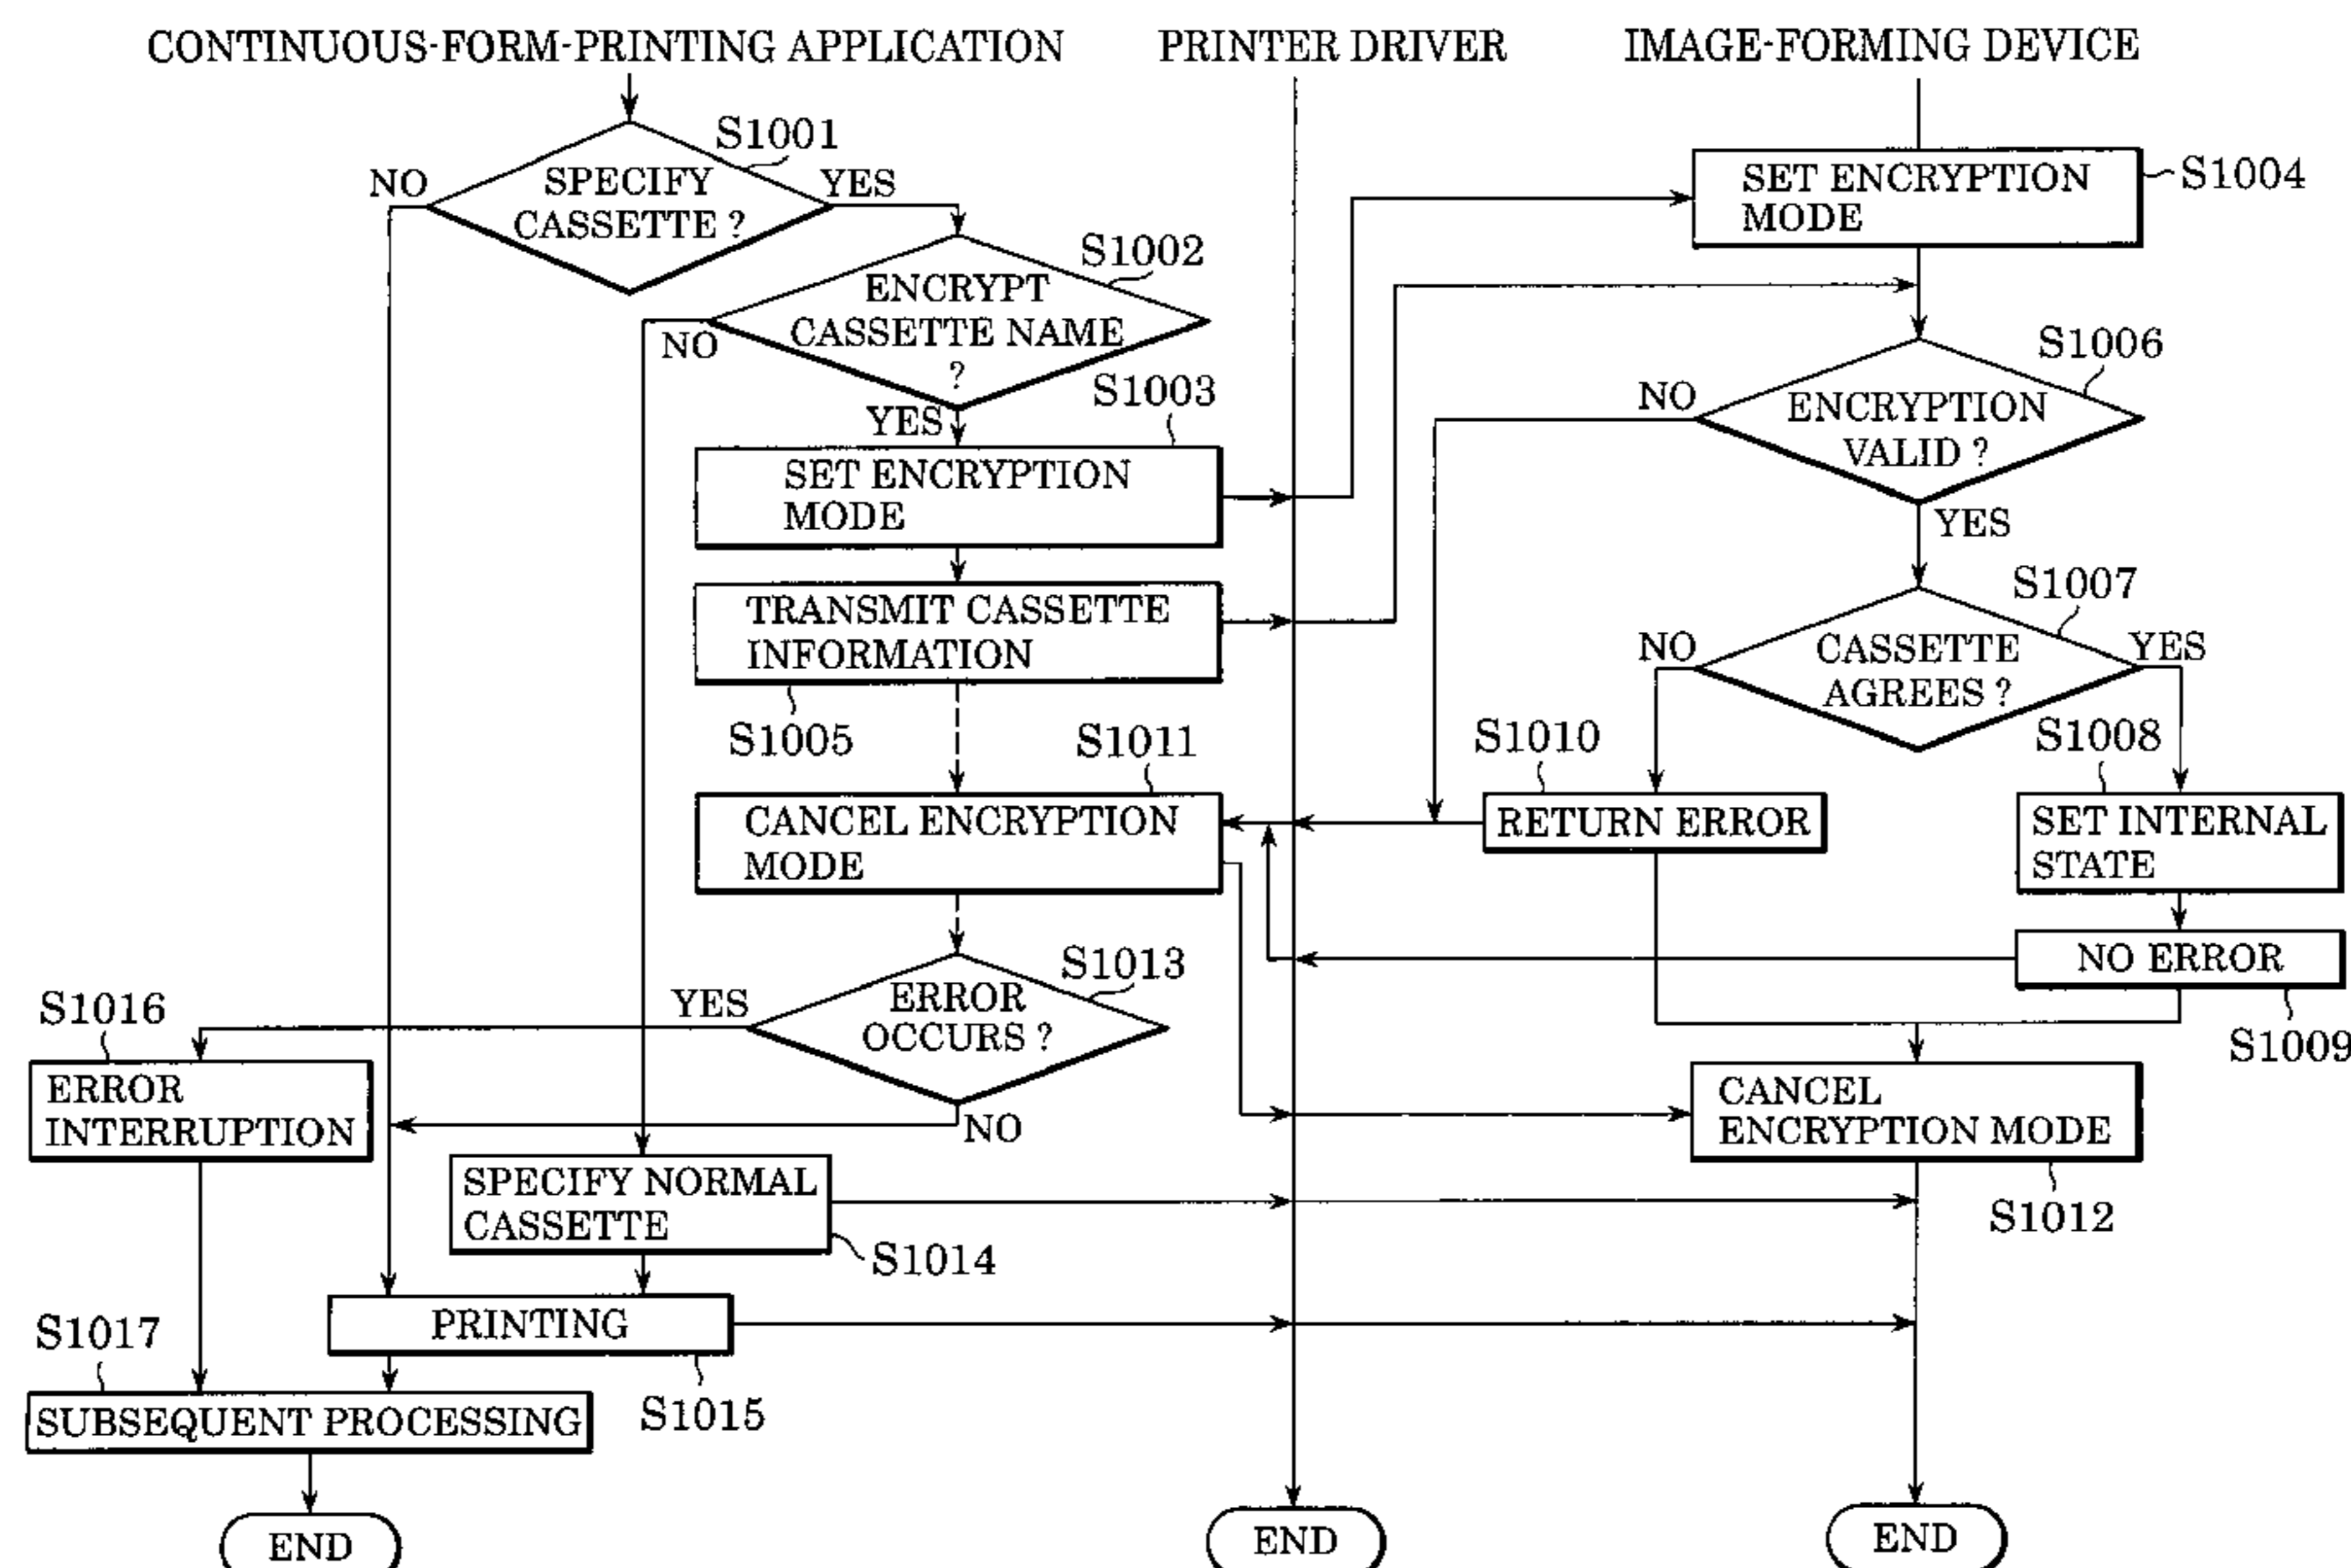 CONTINUOUS-FORM-PRINTING APPLICATION
PRINTER DRIVER
IMAGE-FORMING DEVICE
S1001
NO
SPECIFY
CASSETTE ?
YES
S1002
ENCRYPT
CASSETTE NAME
?
NO
YES
S1003
SET ENCRYPTION
MODE
SET ENCRYPTION
MODE
S1004
S1006
NO
ENCRYPTION
VALID ?
YES
TRANSMIT CASSETTE
INFORMATION
S1005
S1007
NO
CASSETTE
AGREES ?
YES
S1011
CANCEL ENCRYPTION
MODE
S1010
RETURN ERROR
S1008
SET INTERNAL
STATE
NO ERROR
S1009
S1013
YES
ERROR
OCCURS ?
NO
S1016
ERROR
INTERRUPTION
CANCEL
ENCRYPTION MODE
S1012
SPECIFY NORMAL
CASSETTE
S1014
PRINTING
S1015
S1017
SUBSEQUENT PROCESSING
END
END
END